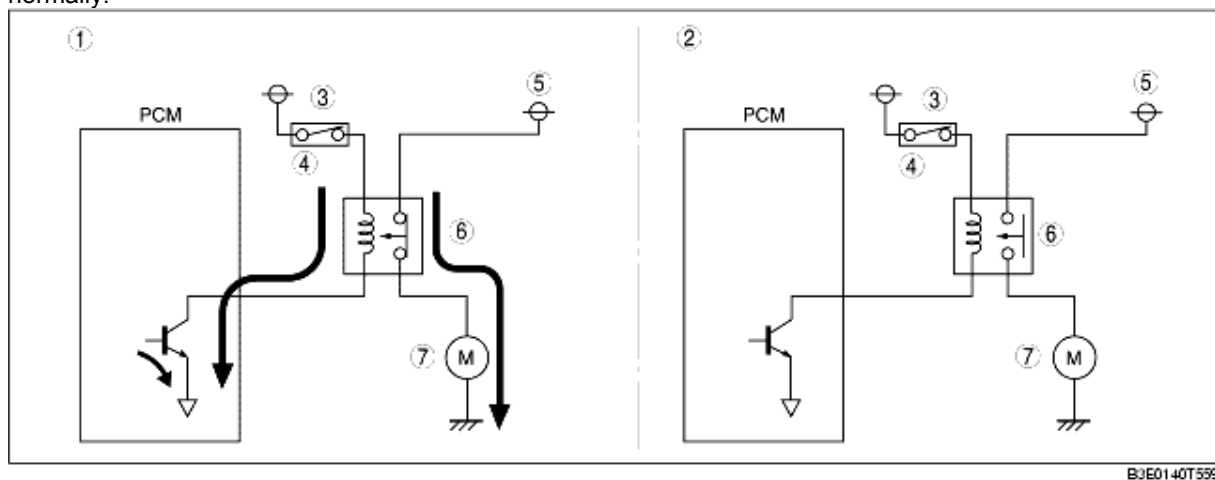 normally.
① ②
③ ⑤ ③ ⑤
PCM PCM
④ ④
⑥ ⑥
⑦ M ⑦ M
B3E0140T559